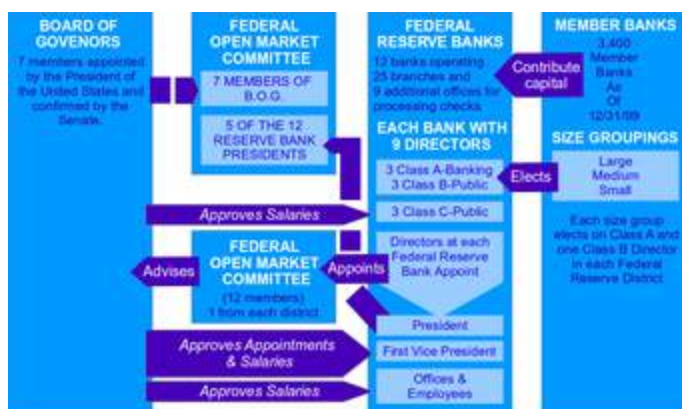 BOARD OF
GOVENORS
7 members appointed
by the President of
the United States and
confirmed by the
Senate.
FEDERAL
OPEN MARKET
COMMITTEE
7 MEMBERS OF
B.O.G.
5 OF THE 12
RESERVE BANK
PRESIDENTS
Approves Salaries
FEDERAL
OPEN MARKET
COMMITTEE
(12 members)
1 from each district
Advises
Appoints
Approves Appointments
& Salaries
Approves Salaries
FEDERAL
RESERVE BANKS
12 banks operating
25 branches and
9 additional offices for
processing checks.
EACH BANK WITH
9 DIRECTORS
3 Class A-Banking
3 Class B-Public
3 Class C-Public
Directors at each
Federal Reserve
Bank Appoint
President
First Vice President
Offices &
Employees
Contribute
capital
Elects
MEMBER BANKS
3,400
Member
Banks
As
Of
12/31/09
SIZE GROUPINGS
Large
Medium
Small
Each size group
elects on Class A and
one Class B Director
in each Federal
Reserve District